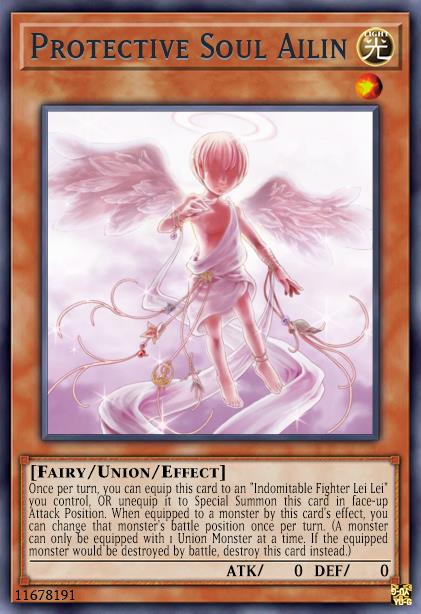 Protective Soul Ailin
LIGHT
光
[Fairy/Union/Effect]
Once per turn, you can equip this card to an "Indomitable Fighter Lei Lei"
you control, OR unequip it to Special Summon this card in face-up
Attack Position. When equipped to a monster by this card's effect, you
can change that monster's battle position once per turn. (A monster
can only be equipped with 1 Union Monster at a time. If the equipped
monster would be destroyed by battle, destroy this card instead.)
ATK/ 0 DEF/ 0
11678191